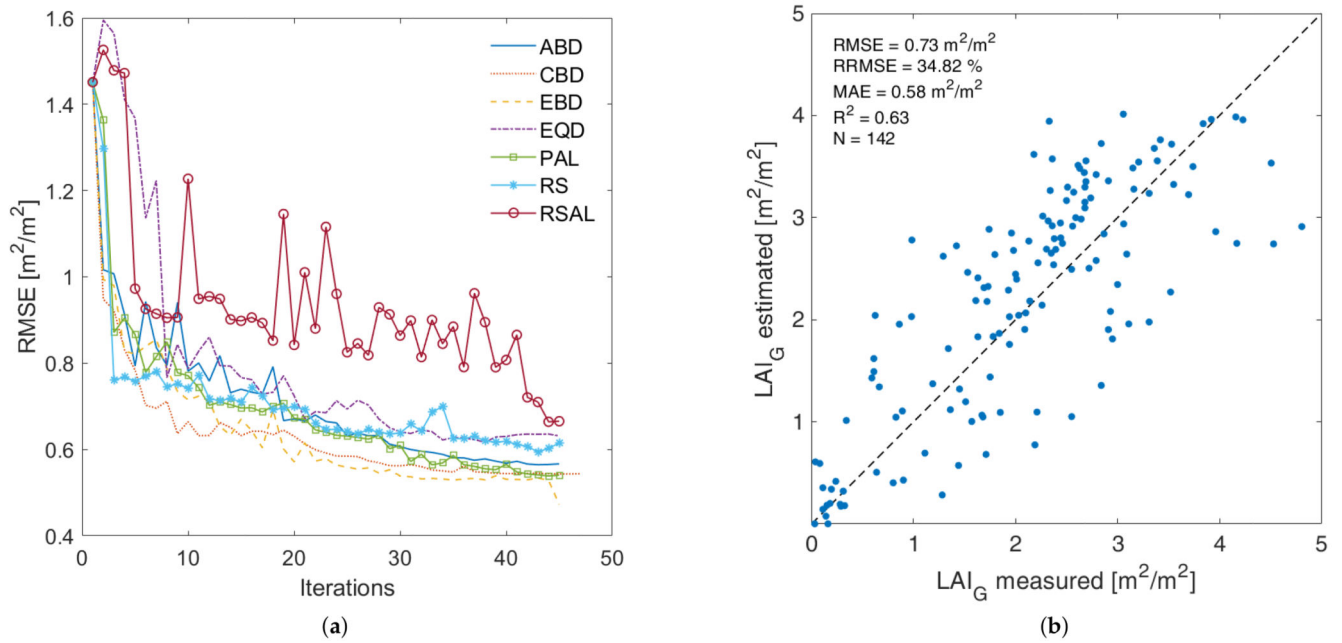 1.6
1.4
1.2
1
0.8
0.6
0.4
RMSE [m²/m²]
0
10
20
30
40
50
Iterations
ABD
CBD
EBD
EQD
PAL
RS
RSAL
(a)
RMSE = 0.73 m²/m²
RRMSE = 34.82 %
MAE = 0.58 m²/m²
R² = 0.63
N = 142
5
4
3
2
1
LAI_G estimated [m²/m²]
0
1
2
3
4
5
LAI_G measured [m²/m²]
(b)